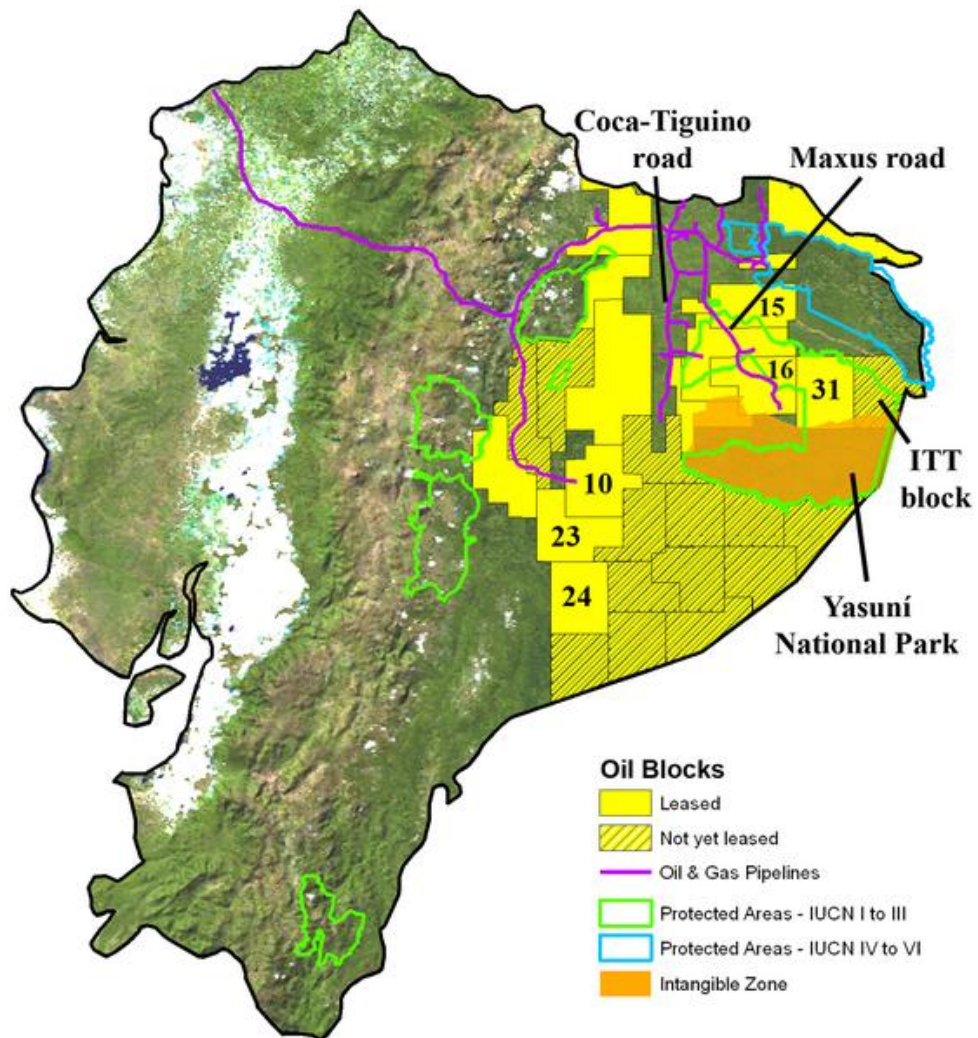 Coca-Tiguino
road
Maxus road
15
16
31
ITT
block
10
23
24
Yasuní
National Park
Oil Blocks
Leased
Not yet leased
Oil & Gas Pipelines
Protected Areas - IUCN I to III
Protected Areas - IUCN IV to VI
Intangible Zone